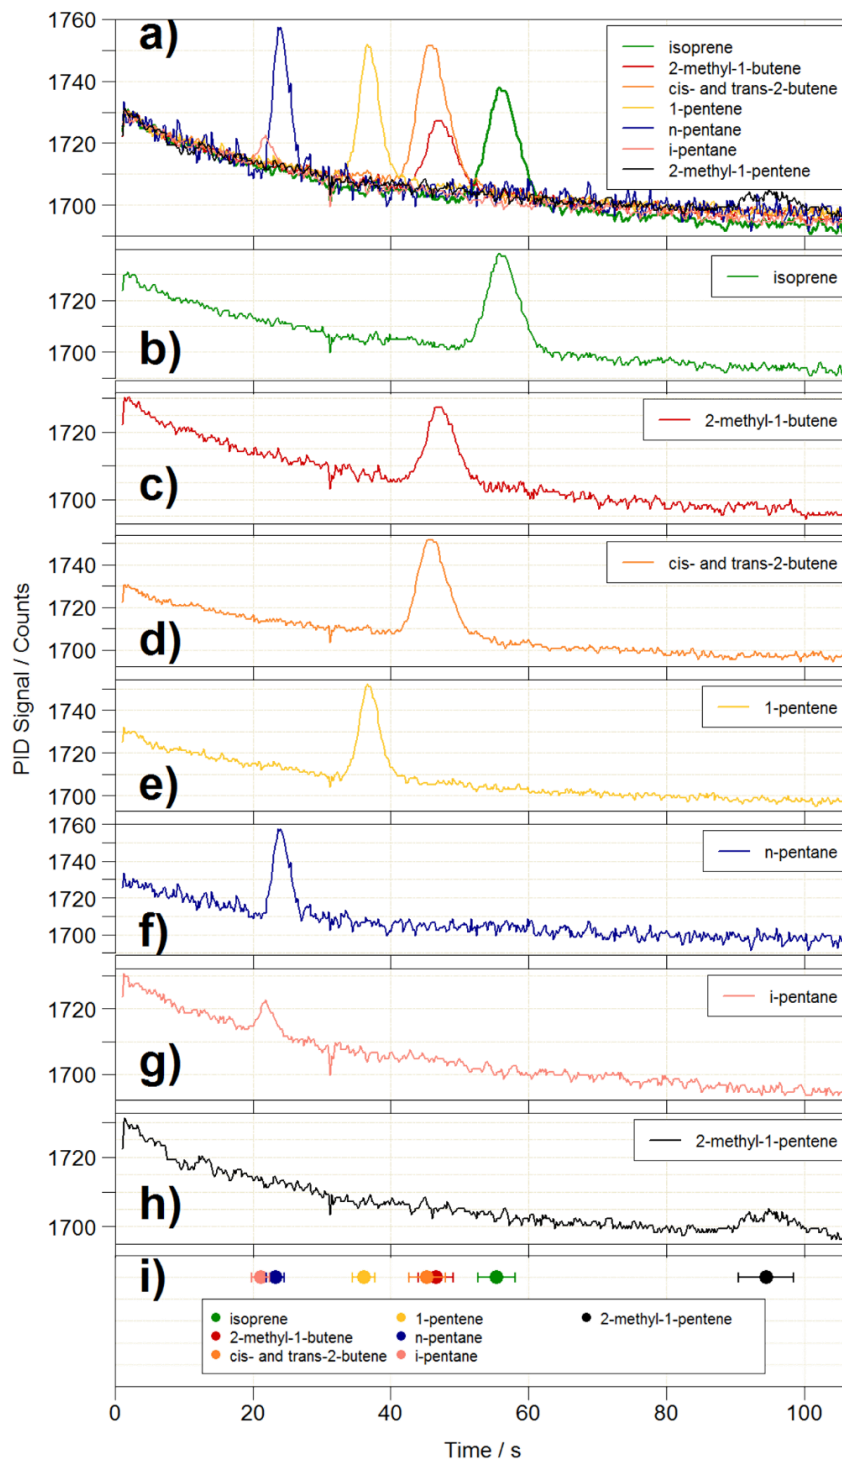 1760
1740
1720
1700
a)
isoprene
2-methyl-1-butene
cis- and trans-2-butene
1-pentene
n-pentane
i-pentane
2-methyl-1-pentene
1720
1700
b)
isoprene
1720
1700
c)
2-methyl-1-butene
1740
1720
1700
d)
cis- and trans-2-butene
1740
1720
1700
e)
1-pentene
1760
1740
1720
1700
f)
n-pentane
1720
1700
g)
i-pentane
1720
1700
h)
2-methyl-1-pentene
PID Signal / Counts
i)
isoprene 1-pentene 2-methyl-1-pentene
2-methyl-1-butene n-pentane
cis- and trans-2-butene i-pentane
0 20 40 60 80 100
Time / s